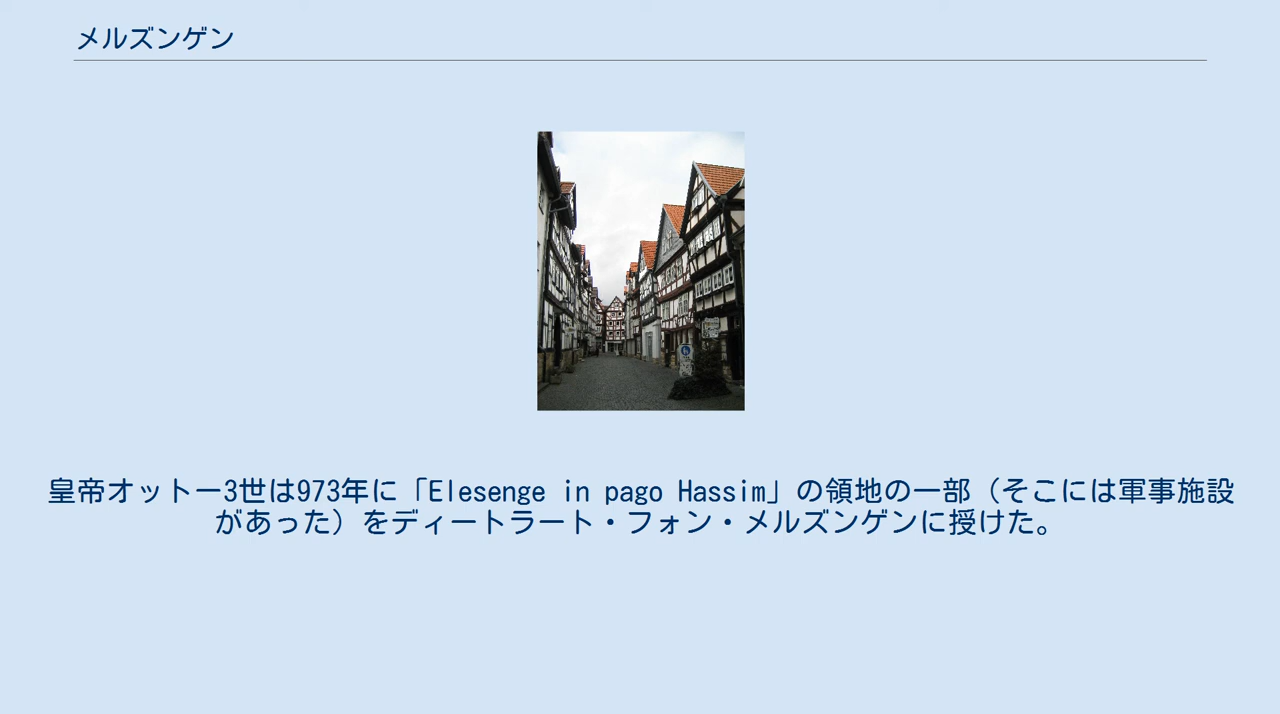 メルズンゲン
皇帝オットー3世は973年に「Elesenge in pago Hassim」の領地の一部（そこには軍事施設
があった）をディートラート・フォン・メルズンゲンに授けた。